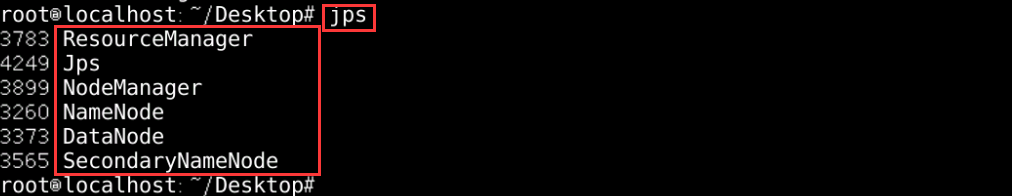 root@localhost:~/Desktop# jps
3783 ResourceManager
4249 Jps
3899 NodeManager
3260 NameNode
3373 DataNode
3565 SecondaryNameNode
root@localhost:~/Desktop#